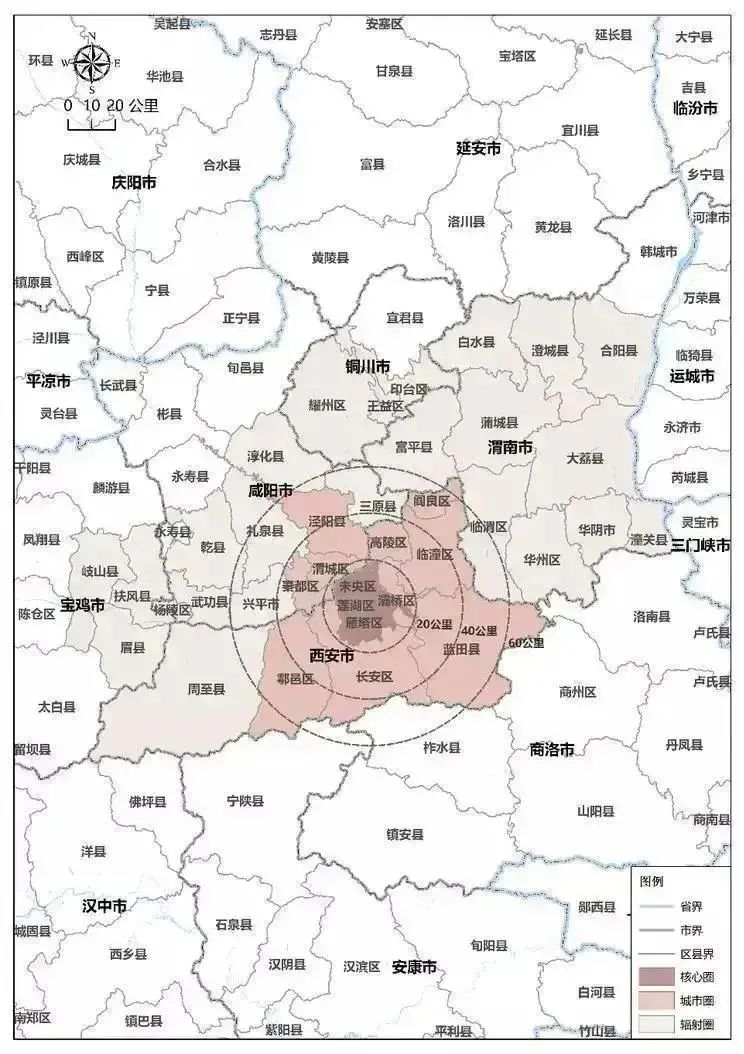 吴起县
志丹县
安塞区
延长县
大宁县
N
W
E
S
环县
华池县
甘泉县
宝塔区
吉县
临汾市
0 10 20 公里
庆城县
合水县
庆阳市
富县
延安市
宜川县
乡宁县
河津市
洛川县
黄龙县
韩城市
西峰区
黄陵县
镇原县
宁县
万荣县
正宁县
宜君县
泾川县
白水县
澄城县
合阳县
临猗县
运城市
平凉市
长武县
旬邑县
铜川市
灵台县
彬县
耀州区
印台区
王益区
蒲城县
永济市
渭南市
富平县
淳化县
大荔县
千阳县
麟游县
永寿县
咸阳市
芮城县
三原县
阎良区
泾阳县
临渭区
灵宝市
三门峡市
凤翔县
永寿县
乾县
礼泉县
高陵区
临潼区
华州区
华阴市
潼关县
岐山县
渭城区
秦都区
未央区
宝鸡市
扶风县
杨陵区
武功县
兴平市
莲湖区
灞桥区
雁塔区
陈仓区
20公里
40公里
60公里
洛南县
卢氏县
眉县
西安市
蓝田县
周至县
鄠邑区
长安区
商州区
卢氏县
太白县
留坝县
柞水县
商洛市
丹凤县
佛坪县
宁陕县
山阳县
商南县
洋县
镇安县
汉中市
郧西县
城固县
石泉县
西乡县
汉阴县
汉滨区
安康市
旬阳县
白河县
南郑区
镇巴县
紫阳县
平利县
竹山县
图例
省界
市界
区县界
核心圈
城市圈
辐射圈